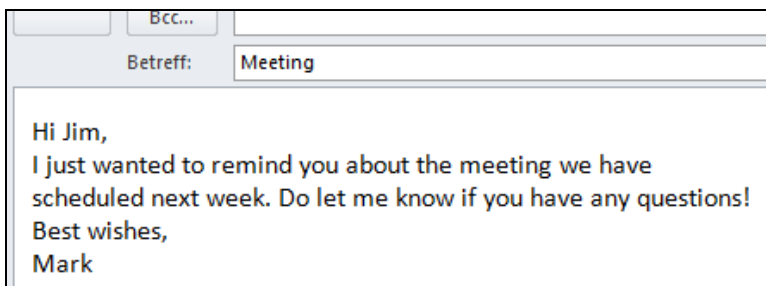 Bcc...
Betreff: Meeting
Hi Jim,
I just wanted to remind you about the meeting we have
scheduled next week. Do let me know if you have any questions!
Best wishes,
Mark